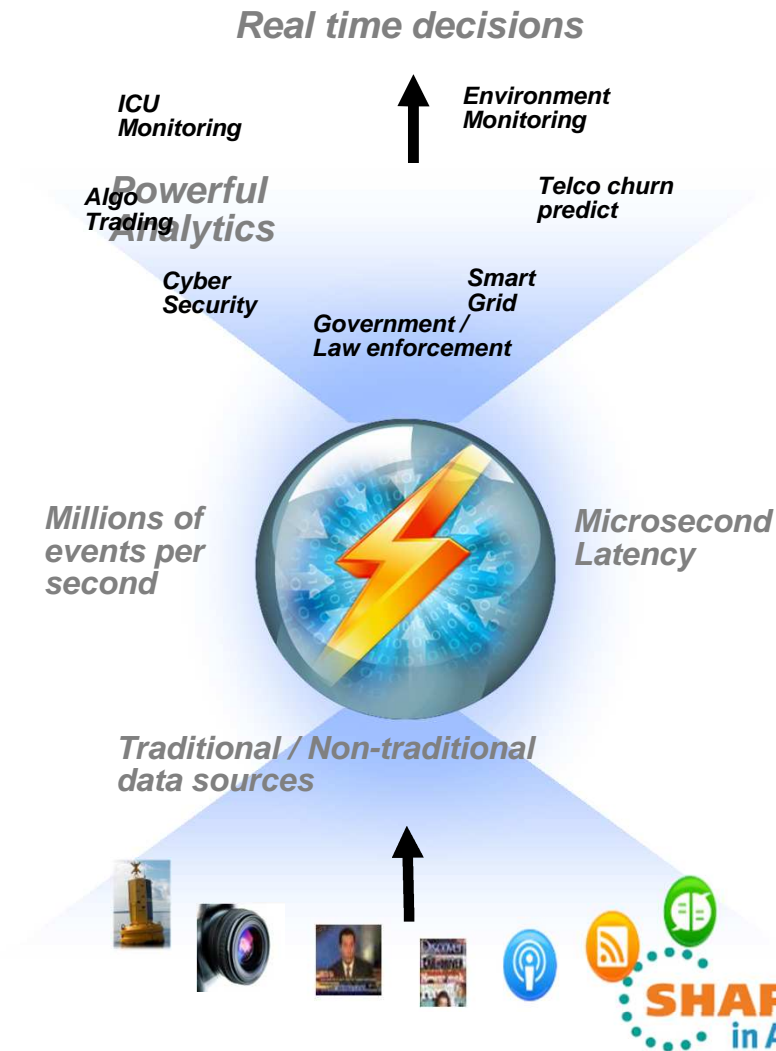 Real time decisions
ICU
Monitoring
Environment
Monitoring
Powerful
Analytics
Algo
Trading
Telco churn
predict
Cyber
Security
Smart
Grid
Government /
Law enforcement
Millions of
events per
second
Microsecond
Latency
Traditional / Non-traditional
data sources
Discover
SHAR
in A